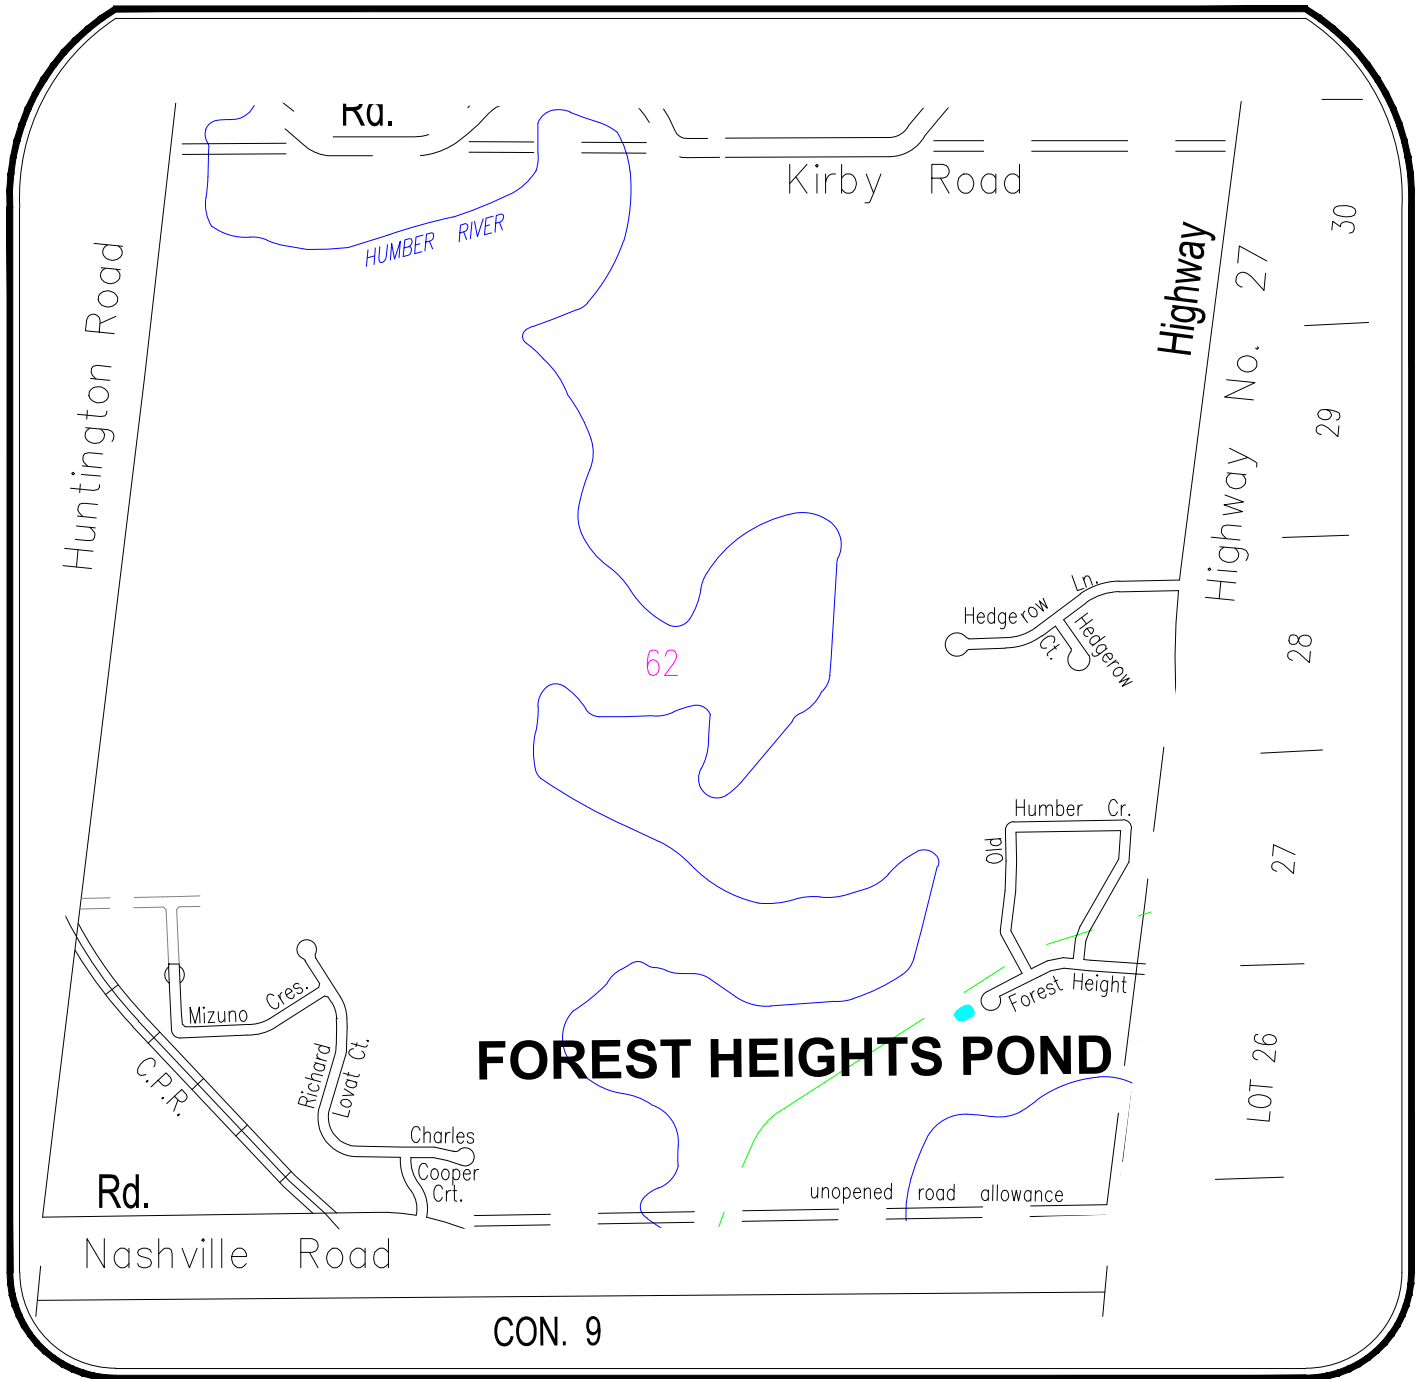 Rd.
Kirby Road
HUMBER RIVER
Huntington Road
Highway
Highway No. 27
30
29
28
27
LOT 26
Hedgerow Ln.
Hedgerow
Ct.
62
Humber Cr.
Old
Forest Height
Mizuno Cres.
Richard
Lovat Ct.
C.P.R.
FOREST HEIGHTS POND
Charles
Cooper
Crt.
Rd.
unopened road allowance
Nashville Road
CON. 9